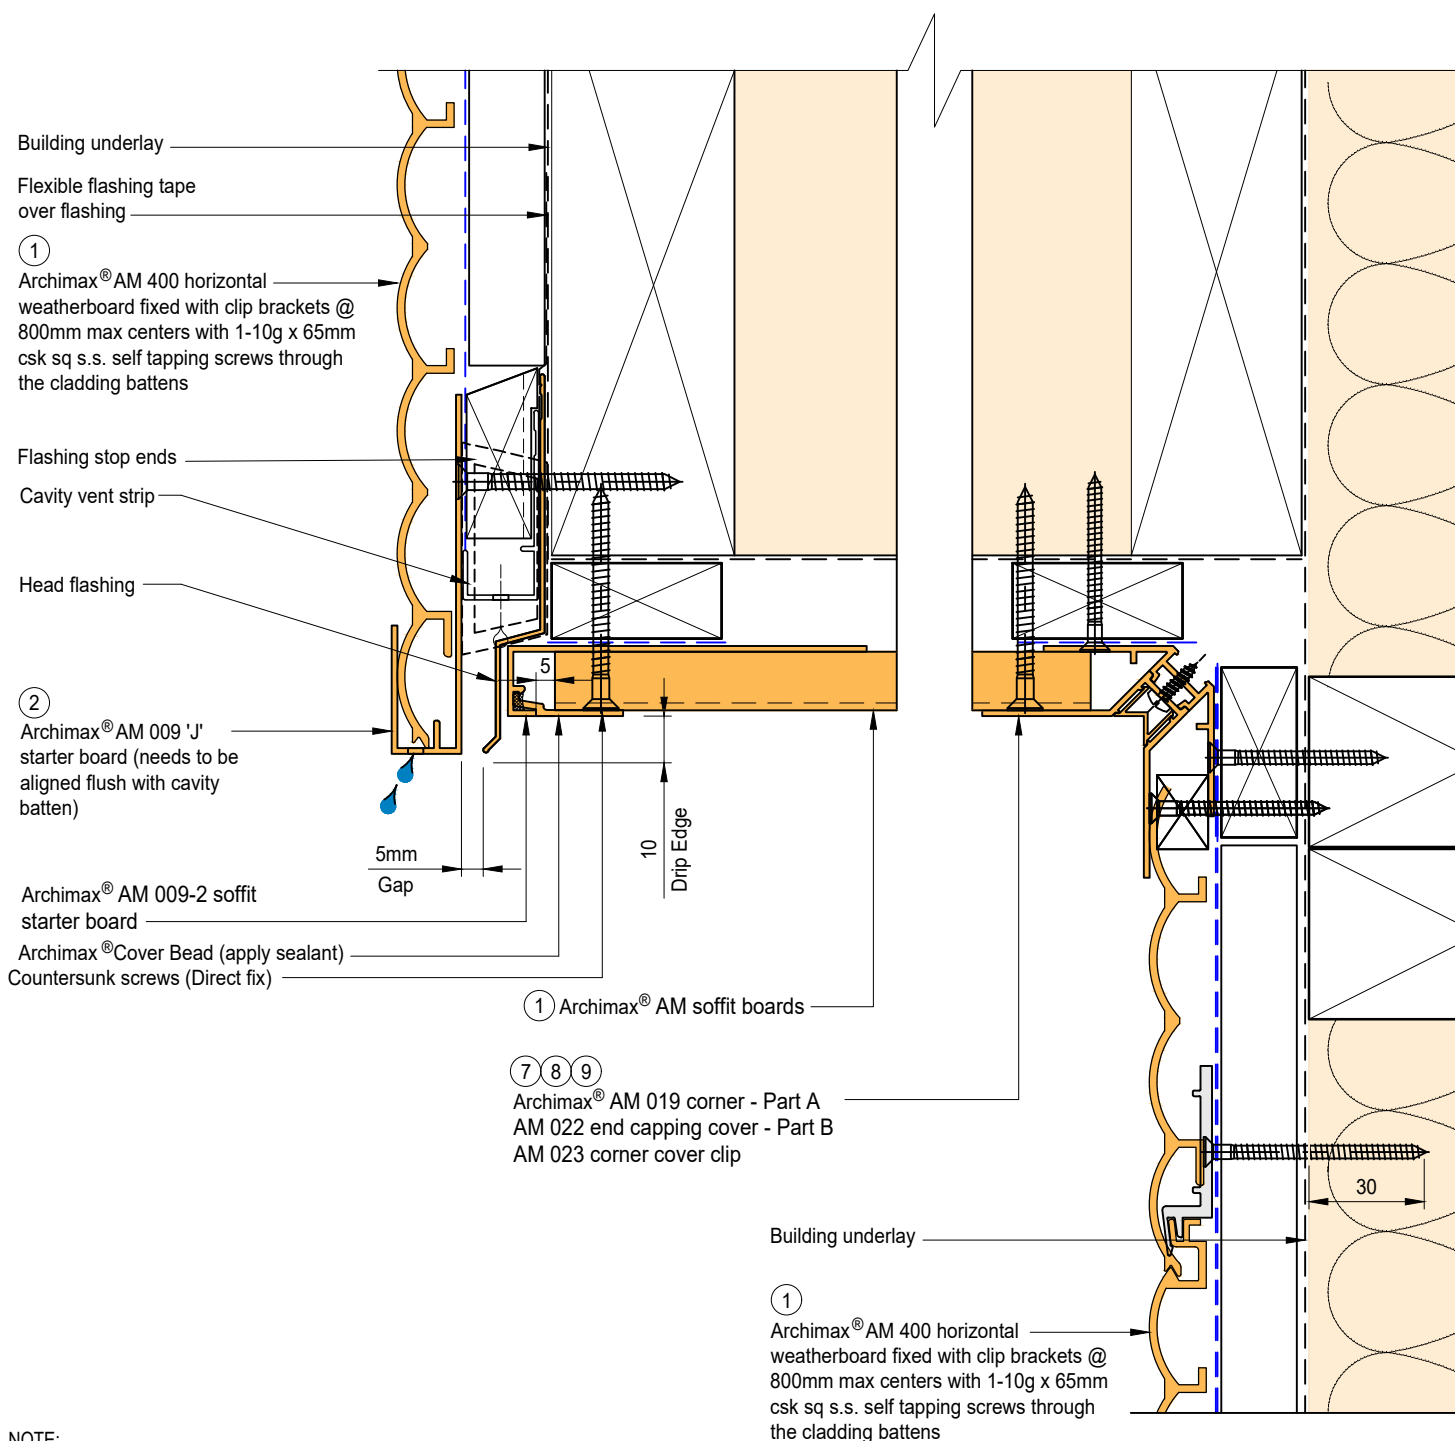 Building underlay
Flexible flashing tape
over flashing
1
Archimax® AM 400 horizontal
weatherboard fixed with clip brackets @
800mm max centers with 1-10g x 65mm
csk sq s.s. self tapping screws through
the cladding battens
Flashing stop ends
Cavity vent strip
Head flashing
2
Archimax® AM 009 'J'
starter board (needs to be
aligned flush with cavity
batten)
5
5mm
Gap
10
Drip Edge
Archimax® AM 009-2 soffit
starter board
Archimax® Cover Bead (apply sealant)
Countersunk screws (Direct fix)
1 Archimax® AM soffit boards
7 8 9
Archimax® AM 019 corner - Part A
AM 022 end capping cover - Part B
AM 023 corner cover clip
30
Building underlay
1
Archimax® AM 400 horizontal
weatherboard fixed with clip brackets @
800mm max centers with 1-10g x 65mm
csk sq s.s. self tapping screws through
the cladding battens
NOTE: